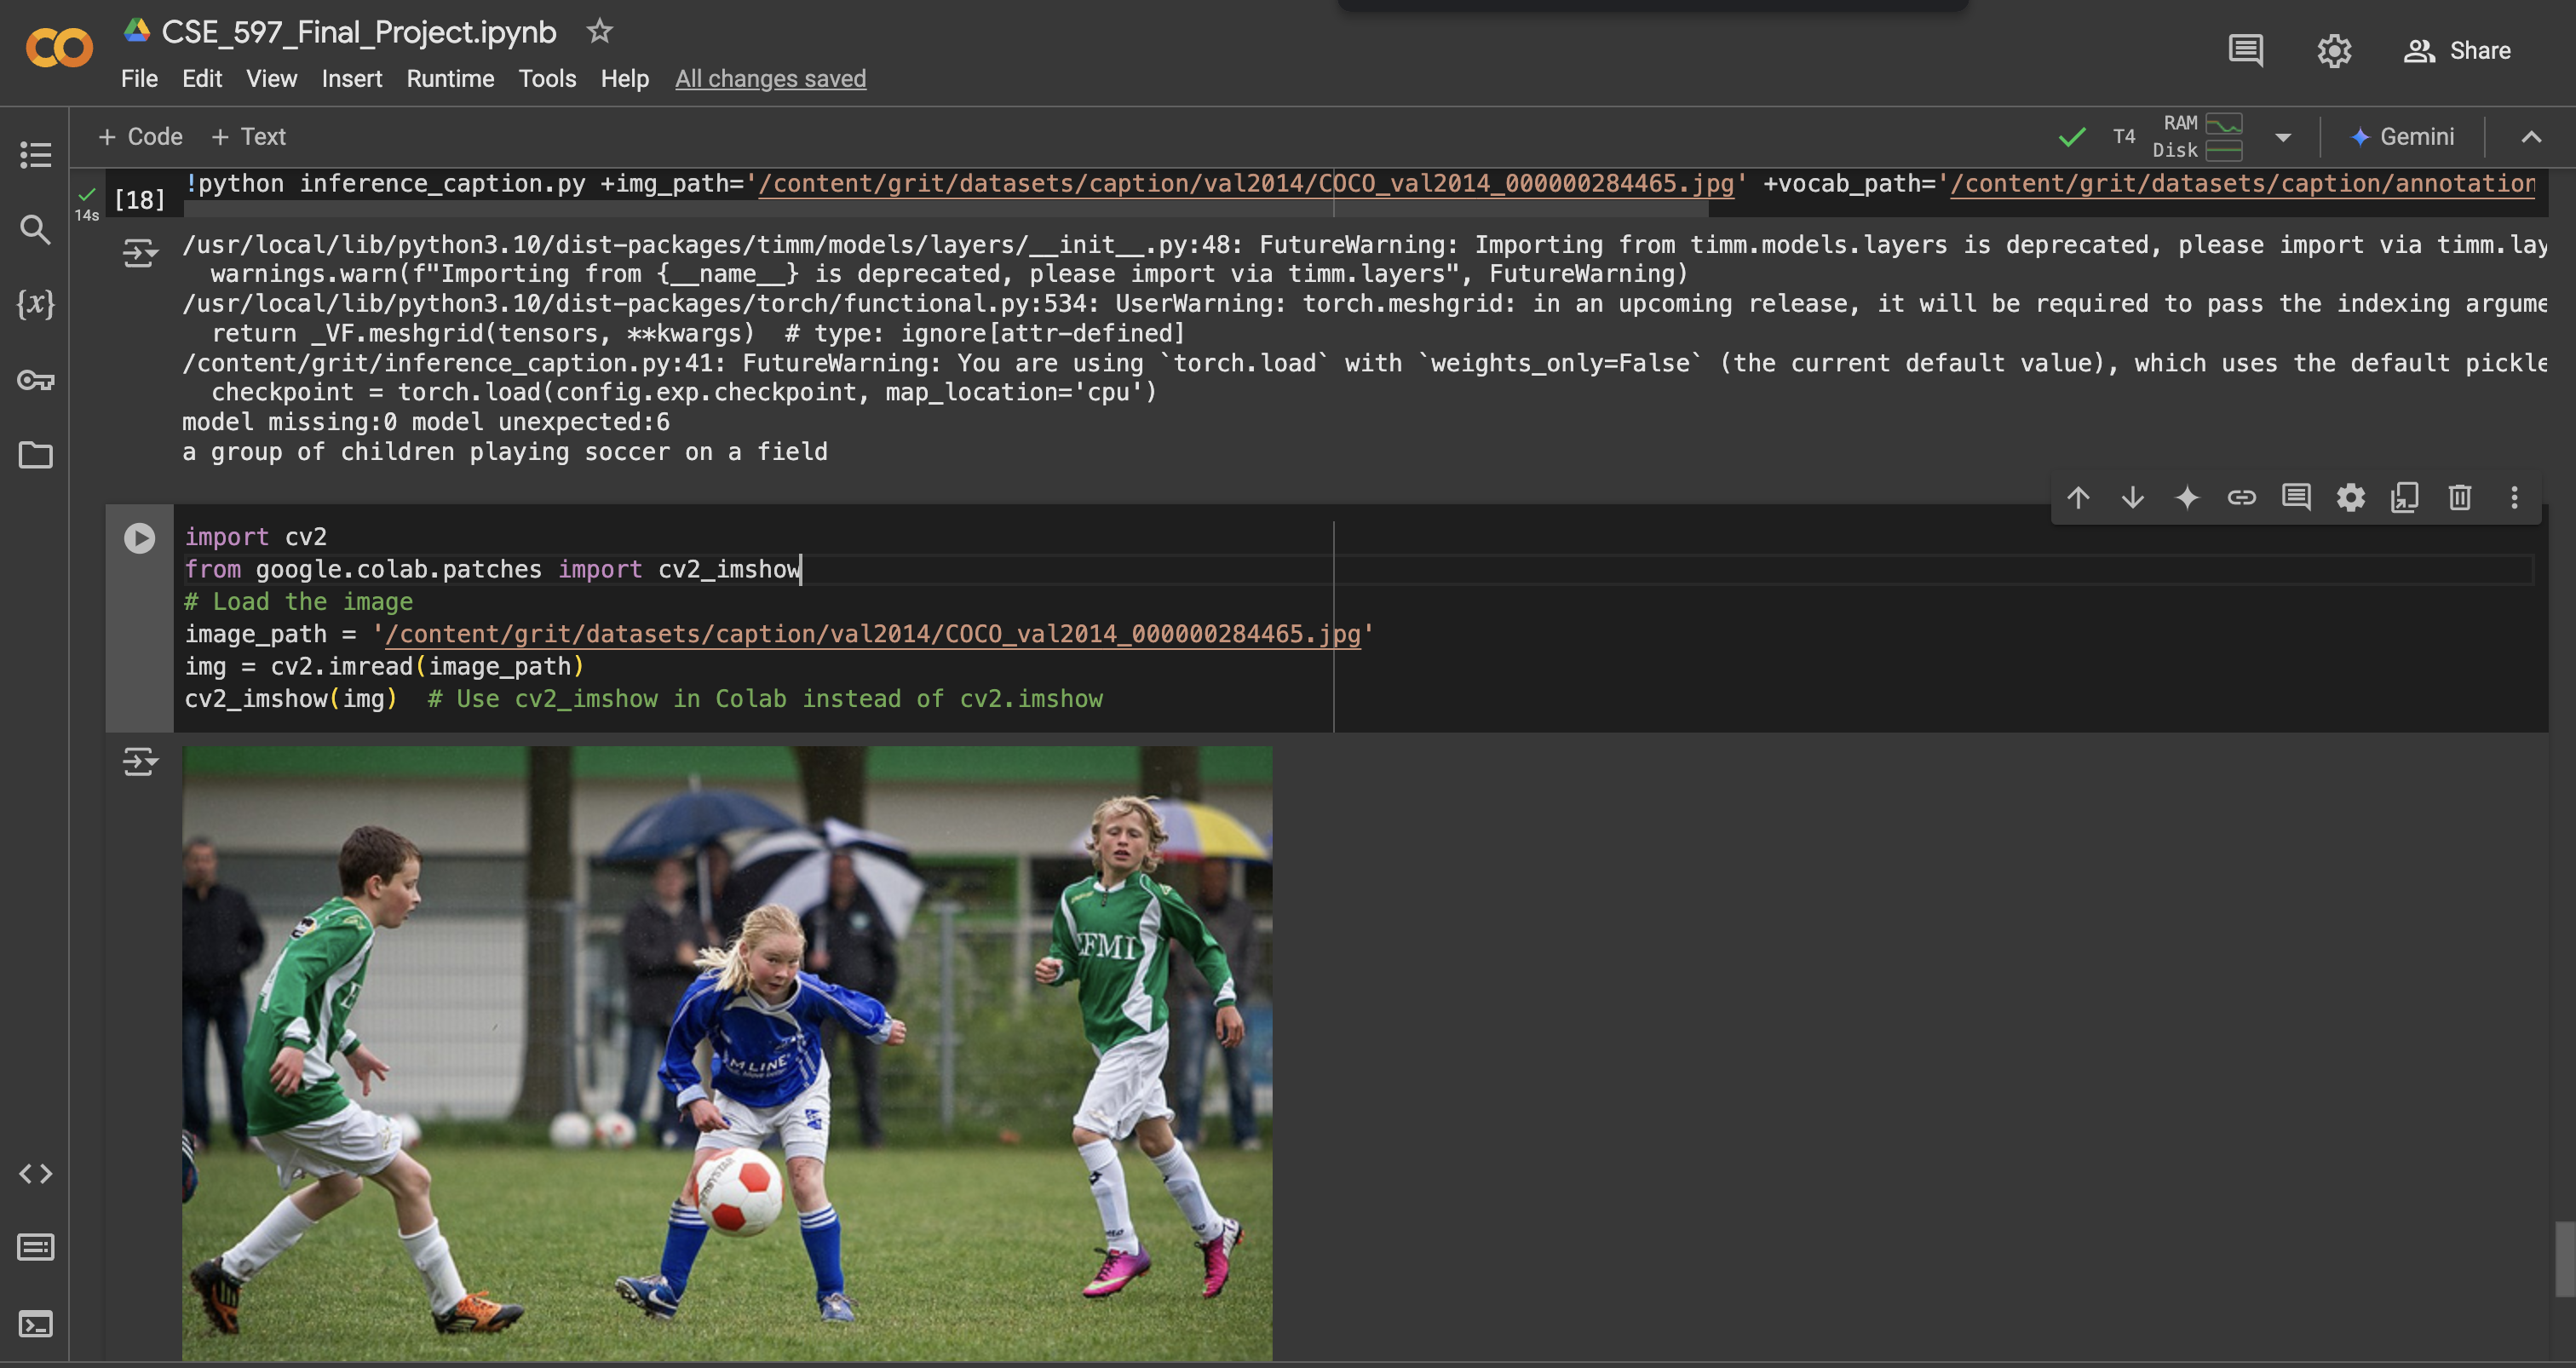 CSE_597_Final_Project.ipynb
File Edit View Insert Runtime Tools Help All changes saved
Share
+ Code + Text
T4
RAM
Disk
Gemini
[18]
14s
!python inference_caption.py +img_path='/content/grit/datasets/caption/val2014/COCO_val2014_000000284465.jpg' +vocab_path='/content/grit/datasets/caption/annotation
/usr/local/lib/python3.10/dist-packages/timm/models/layers/__init__.py:48: FutureWarning: Importing from timm.models.layers is deprecated, please import via timm.lay
warnings.warn(f"Importing from {__name__} is deprecated, please import via timm.layers", FutureWarning)
/usr/local/lib/python3.10/dist-packages/torch/functional.py:534: UserWarning: torch.meshgrid: in an upcoming release, it will be required to pass the indexing argume
return _VF.meshgrid(tensors, **kwargs)  # type: ignore[attr-defined]
/content/grit/inference_caption.py:41: FutureWarning: You are using `torch.load` with `weights_only=False` (the current default value), which uses the default pickle
checkpoint = torch.load(config.exp.checkpoint, map_location='cpu')
model missing:0 model unexpected:6
a group of children playing soccer on a field
import cv2
from google.colab.patches import cv2_imshow
# Load the image
image_path = '/content/grit/datasets/caption/val2014/COCO_val2014_000000284465.jpg'
img = cv2.imread(image_path)
cv2_imshow(img)  # Use cv2_imshow in Colab instead of cv2.imshow
{x}
FMI
M LINE